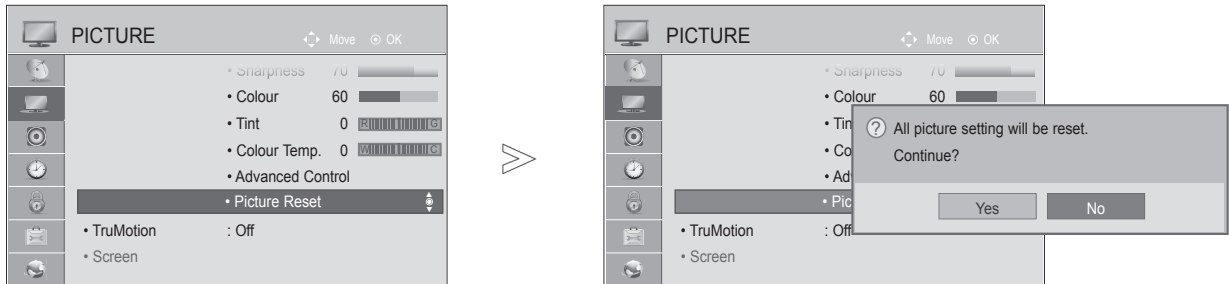 PICTURE
Move OK
• Sharpness 70
• Colour 60
• Tint 0 R G
• Colour Temp. 0 W C
• Advanced Control
• Picture Reset
• TruMotion : Off
• Screen
PICTURE
Move OK
• Sharpness 70
• Colour 60
• Tin
• Co
• Ad
• Pic
• TruMotion : Off
• Screen
? All picture setting will be reset.
Continue?
Yes No